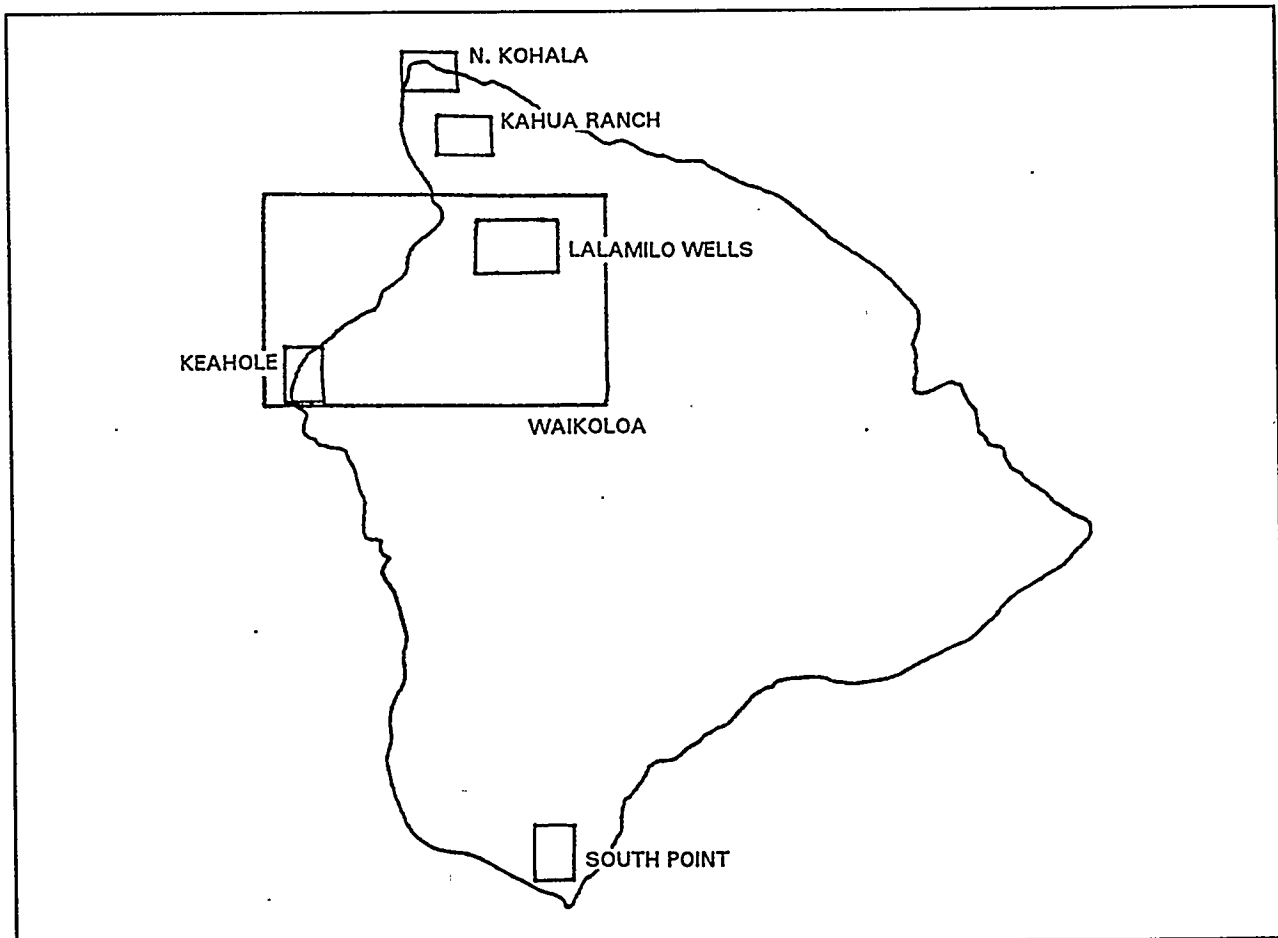 N. KOHALA
KAHUA RANCH
LALAMILO WELLS
KEAHOLE
WAIKOLOA
SOUTH POINT